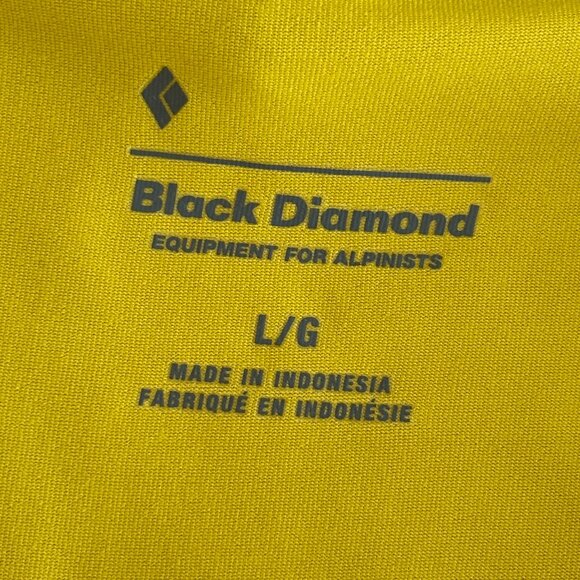 Black Diamond
EQUIPMENT FOR ALPINISTS
L/G
MADE IN INDONESIA
FABRIQUÉ EN INDONÉSIE